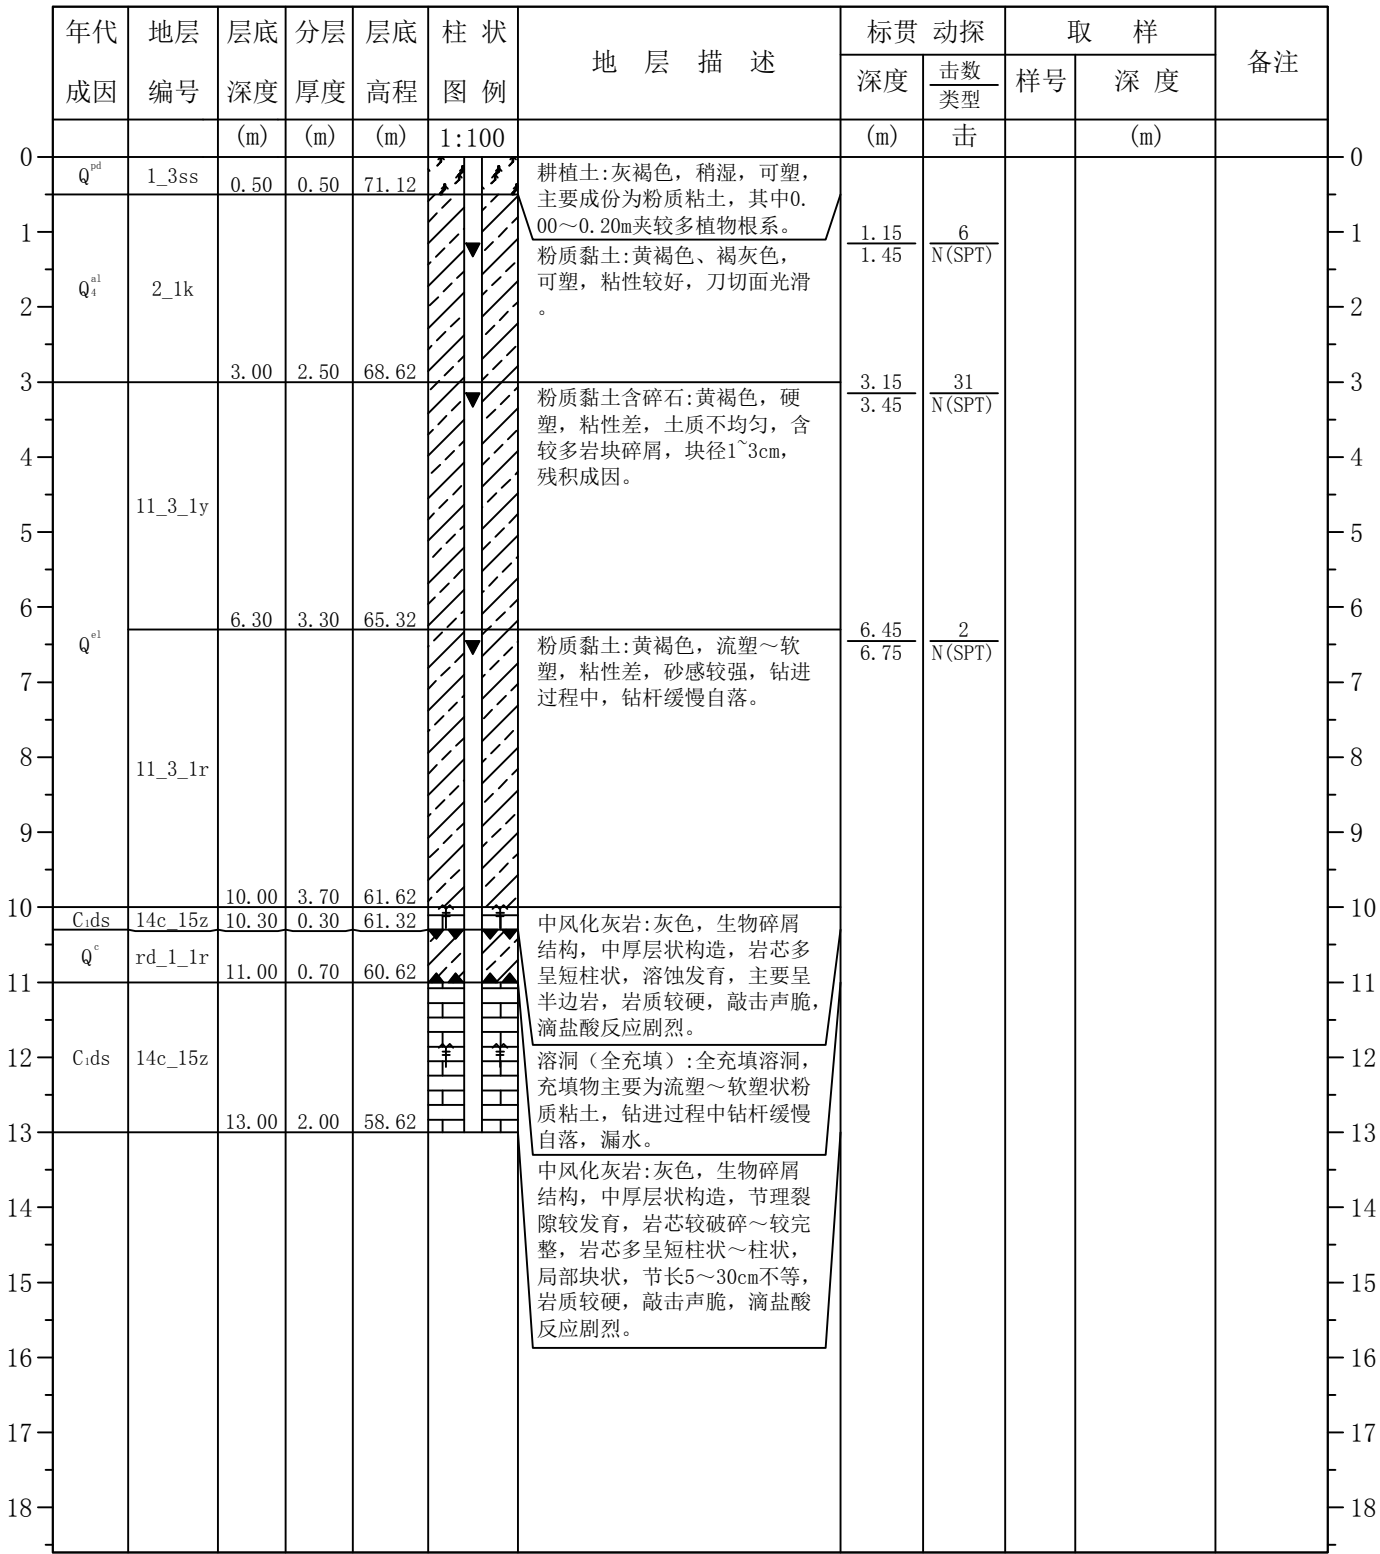 年代 地层 层底 分层 层底 柱 状 地 层 描 述 标贯 动探 取 样 备注
成因 编号 深度 厚度 高程 图 例 深度 击数 样号 深 度
类型
(m) (m) (m) 1:100 (m) 击 (m)
0 0
Q^pd 1_3ss 0.50 0.50 71.12
耕植土:灰褐色，稍湿，可塑，
主要成份为粉质粘土，其中0.
00～0.20m夹较多植物根系。
1 1
1.15 6
1.45 N(SPT)
Q₄^al 2_1k
粉质黏土:黄褐色、褐灰色，
可塑，粘性较好，刀切面光滑
。
2 2
3.00 2.50 68.62
3 3
3.15 31
3.45 N(SPT)
粉质黏土含碎石:黄褐色，硬
塑，粘性差，土质不均匀，含
较多岩块碎屑，块径1~3cm，
残积成因。
4 4
11_3_1y
5 5
6 6
6.30 3.30 65.32
Q^el
6.45 2
6.75 N(SPT)
粉质黏土:黄褐色，流塑～软
塑，粘性差，砂感较强，钻进
过程中，钻杆缓慢自落。
7 7
8 8
11_3_1r
9 9
10.00 3.70 61.62
10 10
C₁ds 14c_15z 10.30 0.30 61.32
中风化灰岩:灰色，生物碎屑
结构，中厚层状构造，岩芯多
呈短柱状，溶蚀发育，主要呈
半边岩，岩质较硬，敲击声脆，
滴盐酸反应剧烈。
Q^c rd_1_1r 11.00 0.70 60.62
11 11
溶洞（全充填）:全充填溶洞，
充填物主要为流塑～软塑状粉
质粘土，钻进过程中钻杆缓慢
自落，漏水。
12 12
C₁ds 14c_15z
13.00 2.00 58.62
13 13
中风化灰岩:灰色，生物碎屑
结构，中厚层状构造，节理裂
隙较发育，岩芯较破碎～较完
整，岩芯多呈短柱状～柱状，
局部块状，节长5～30cm不等，
岩质较硬，敲击声脆，滴盐酸
反应剧烈。
14 14
15 15
16 16
17 17
18 18